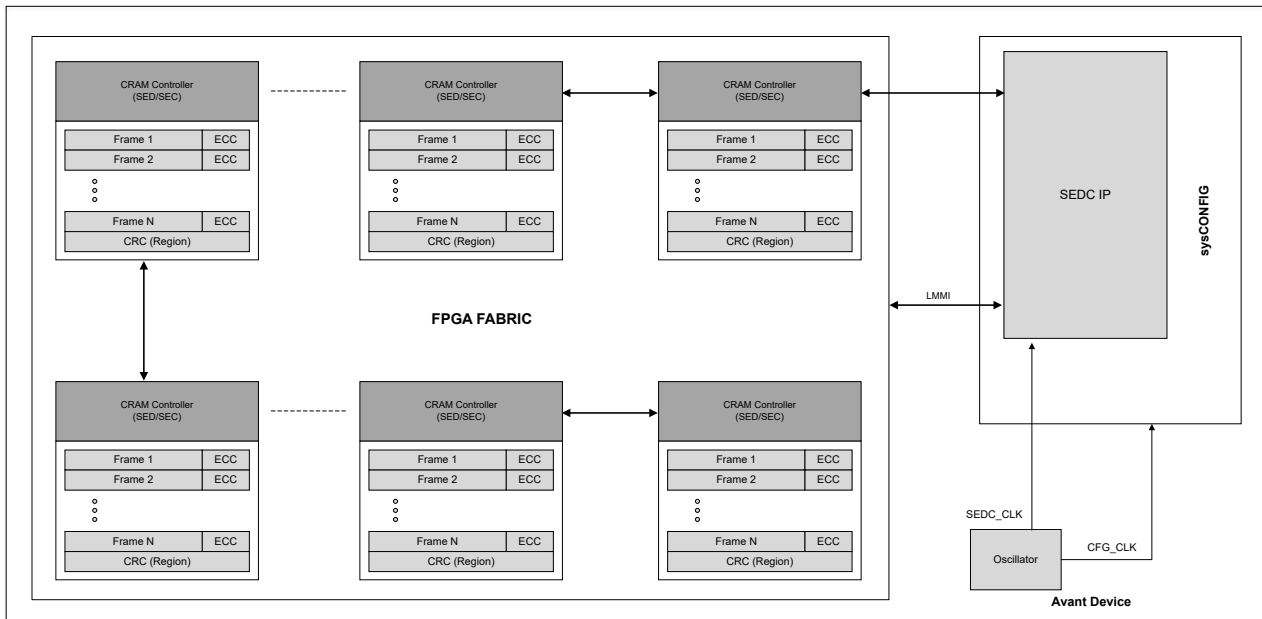 CRAM Controller
(SED/SEC)
Frame 1 ECC
Frame 2 ECC
Frame N ECC
CRC (Region)
CRAM Controller
(SED/SEC)
Frame 1 ECC
Frame 2 ECC
Frame N ECC
CRC (Region)
CRAM Controller
(SED/SEC)
Frame 1 ECC
Frame 2 ECC
Frame N ECC
CRC (Region)
SEDC IP
sysCONFIG
LMMI
FPGA FABRIC
CRAM Controller
(SED/SEC)
Frame 1 ECC
Frame 2 ECC
Frame N ECC
CRC (Region)
CRAM Controller
(SED/SEC)
Frame 1 ECC
Frame 2 ECC
Frame N ECC
CRC (Region)
CRAM Controller
(SED/SEC)
Frame 1 ECC
Frame 2 ECC
Frame N ECC
CRC (Region)
SEDC_CLK
CFG_CLK
Oscillator
Avant Device